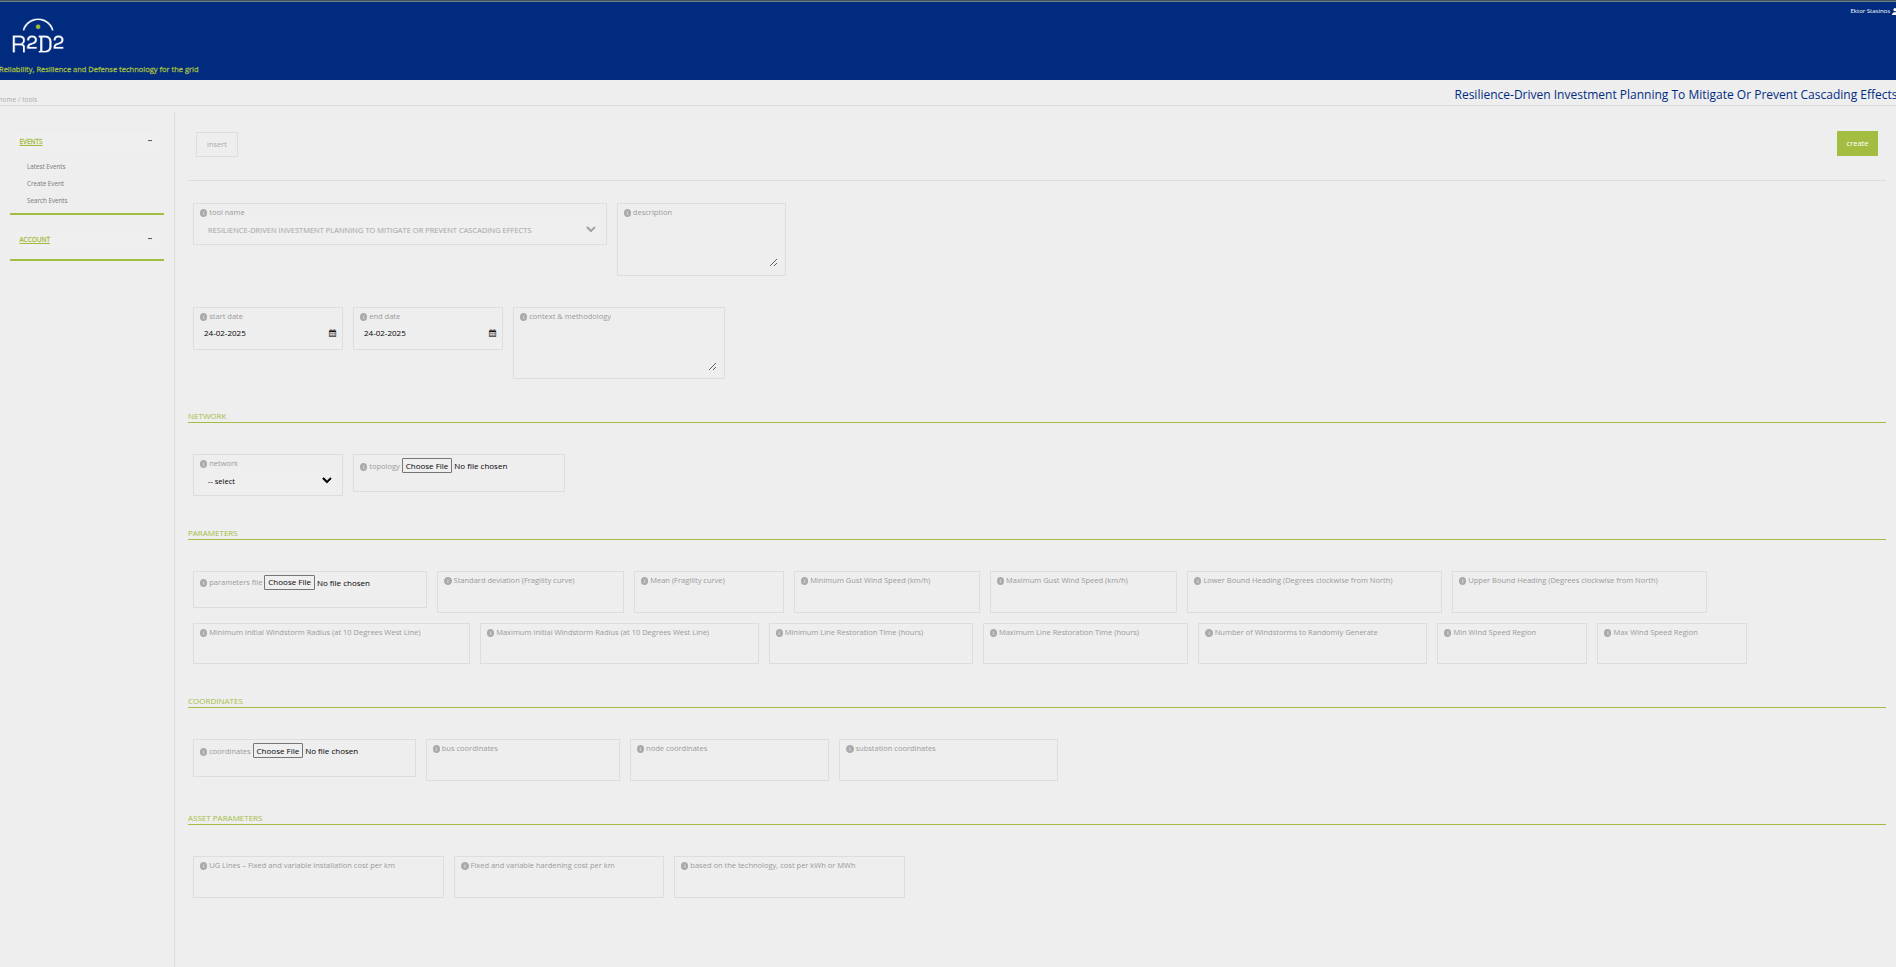 Ektor Stasinos
R2D2
Reliability, Resilience and Defense technology for the grid
home / tools
Resilience-Driven Investment Planning To Mitigate Or Prevent Cascading Effects
EVENTS
Latest Events
Create Event
Search Events
ACCOUNT
insert
create
tool name
RESILIENCE-DRIVEN INVESTMENT PLANNING TO MITIGATE OR PREVENT CASCADING EFFECTS
description
start date
24-02-2025
end date
24-02-2025
context & methodology
NETWORK
network
-- select
topology Choose File No file chosen
PARAMETERS
parameters file Choose File No file chosen
Standard deviation (Fragility curve)
Mean (Fragility curve)
Minimum Gust Wind Speed (km/h)
Maximum Gust Wind Speed (km/h)
Lower Bound Heading (Degrees clockwise from North)
Upper Bound Heading (Degrees clockwise from North)
Minimum Initial Windstorm Radius (at 10 Degrees West Line)
Maximum Initial Windstorm Radius (at 10 Degrees West Line)
Minimum Line Restoration Time (hours)
Maximum Line Restoration Time (hours)
Number of Windstorms to Randomly Generate
Min Wind Speed Region
Max Wind Speed Region
COORDINATES
coordinates Choose File No file chosen
bus coordinates
node coordinates
substation coordinates
ASSET PARAMETERS
UG Lines – Fixed and variable installation cost per km
Fixed and variable hardening cost per km
based on the technology, cost per kWh or MWh